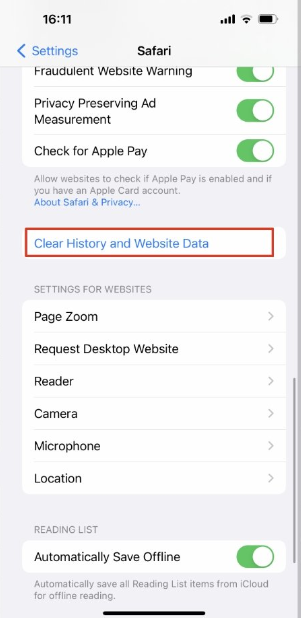 16:11
Settings
Safari
Fraudulent Website Warning
Privacy Preserving Ad
Measurement
Check for Apple Pay
Allow websites to check if Apple Pay is enabled and if
you have an Apple Card account.
About Safari & Privacy...
Clear History and Website Data
SETTINGS FOR WEBSITES
Page Zoom
Request Desktop Website
Reader
Camera
Microphone
Location
READING LIST
Automatically Save Offline
Automatically save all Reading List items from iCloud
for offline reading.